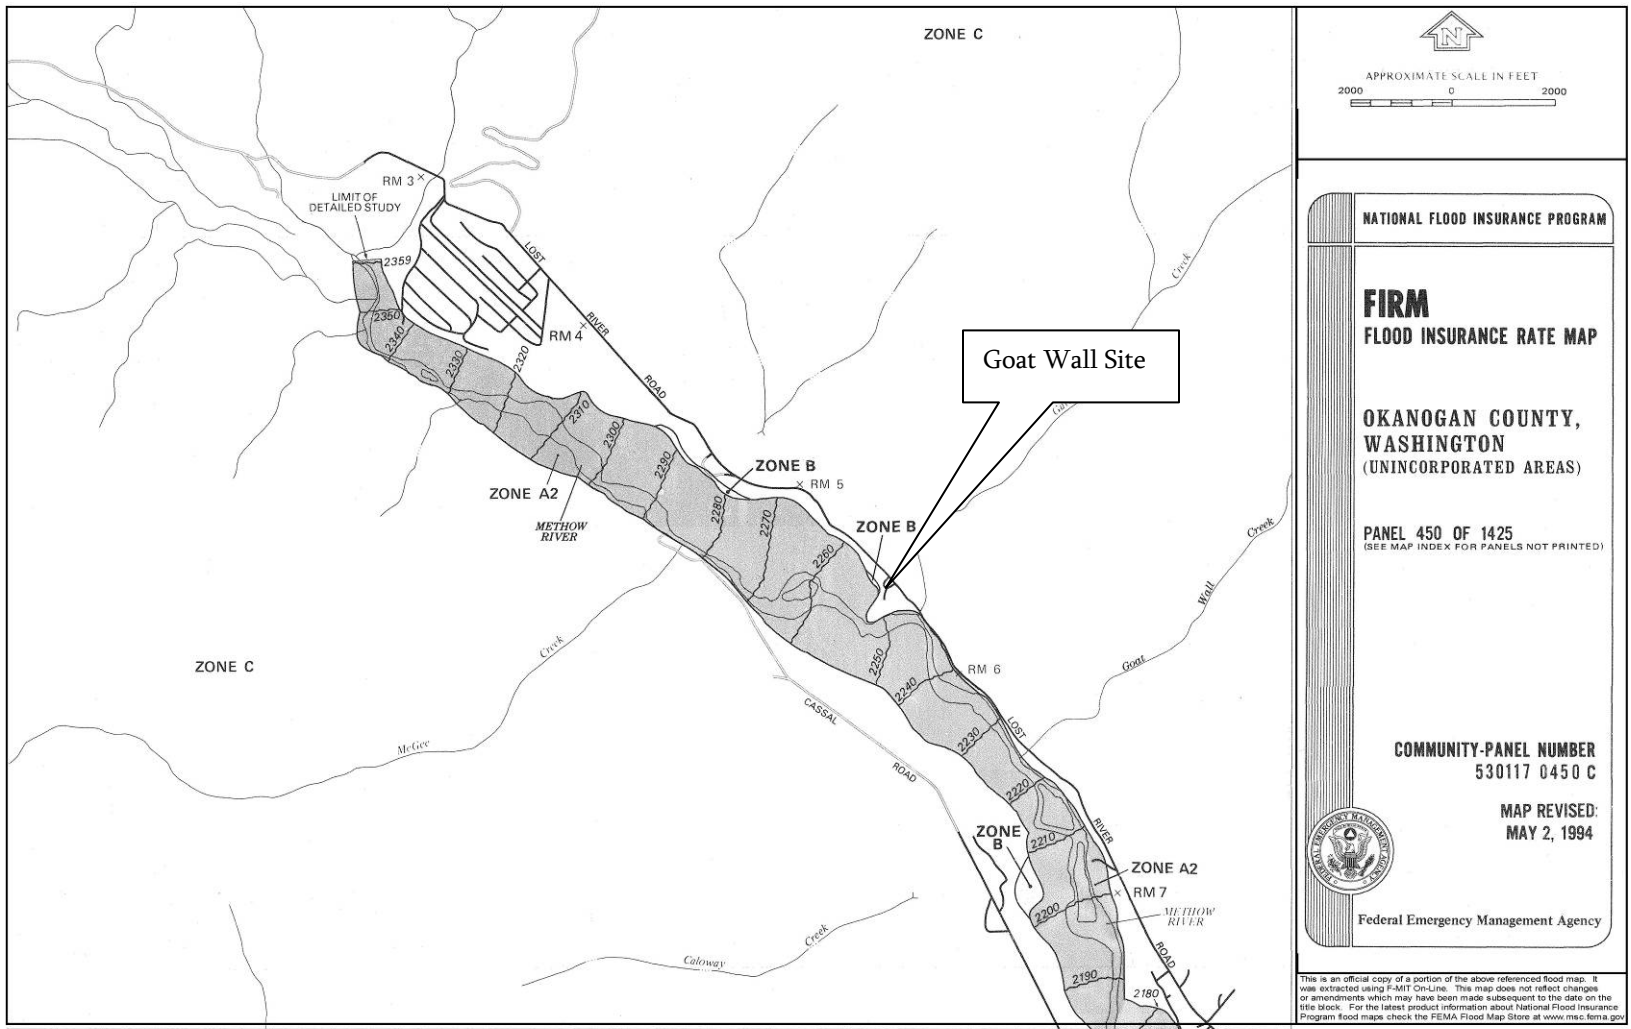 ZONE C
RM 3
LIMIT OF
DETAILED STUDY
2359
2350
2340
2330
2320
2310
2300
2290
2280
2270
2260
2250
2240
2230
2220
2210
2200
2190
2180
LOST
RIVER
ROAD
RM 4
Goat Wall Site
Creek
ZONE B
RM 5
ZONE A2
METHOW
RIVER
ZONE B
Creek
Wall
Goat
RM 6
ZONE C
Creek
McGee
CASSAL
ROAD
LOST
RIVER
ROAD
ZONE
B
ZONE A2
RM 7
METHOW
RIVER
Creek
Caloway
N
APPROXIMATE SCALE IN FEET
2000 0 2000
NATIONAL FLOOD INSURANCE PROGRAM
FIRM
FLOOD INSURANCE RATE MAP
OKANOGAN COUNTY,
WASHINGTON
(UNINCORPORATED AREAS)
PANEL 450 OF 1425
(SEE MAP INDEX FOR PANELS NOT PRINTED)
COMMUNITY-PANEL NUMBER
530117 0450 C
MAP REVISED:
MAY 2, 1994
FEDERAL EMERGENCY MANAGEMENT AGENCY
Federal Emergency Management Agency
This is an official copy of a portion of the above referenced flood map. It
was extracted using F-MIT On-Line. This map does not reflect changes
or amendments which may have been made subsequent to the date on the
title block. For the latest product information about National Flood Insurance
Program flood maps check the FEMA Flood Map Store at www.msc.fema.gov